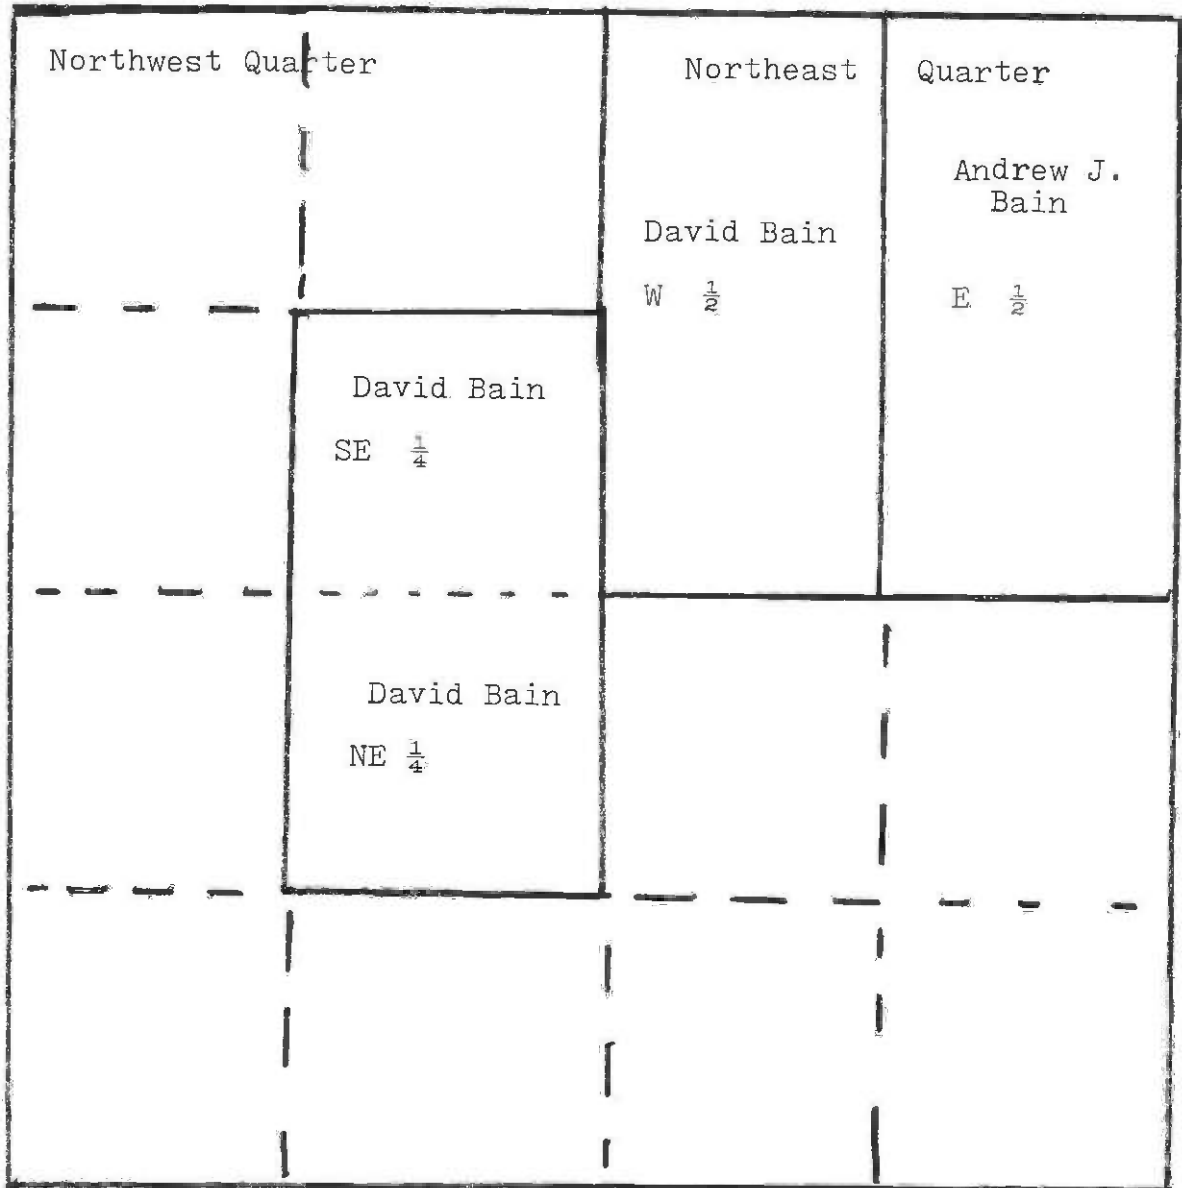 Northwest Quarter
Northeast Quarter
Andrew J.
Bain
David Bain
W 1/2
E 1/2
David Bain
SE 1/4
David Bain
NE 1/4